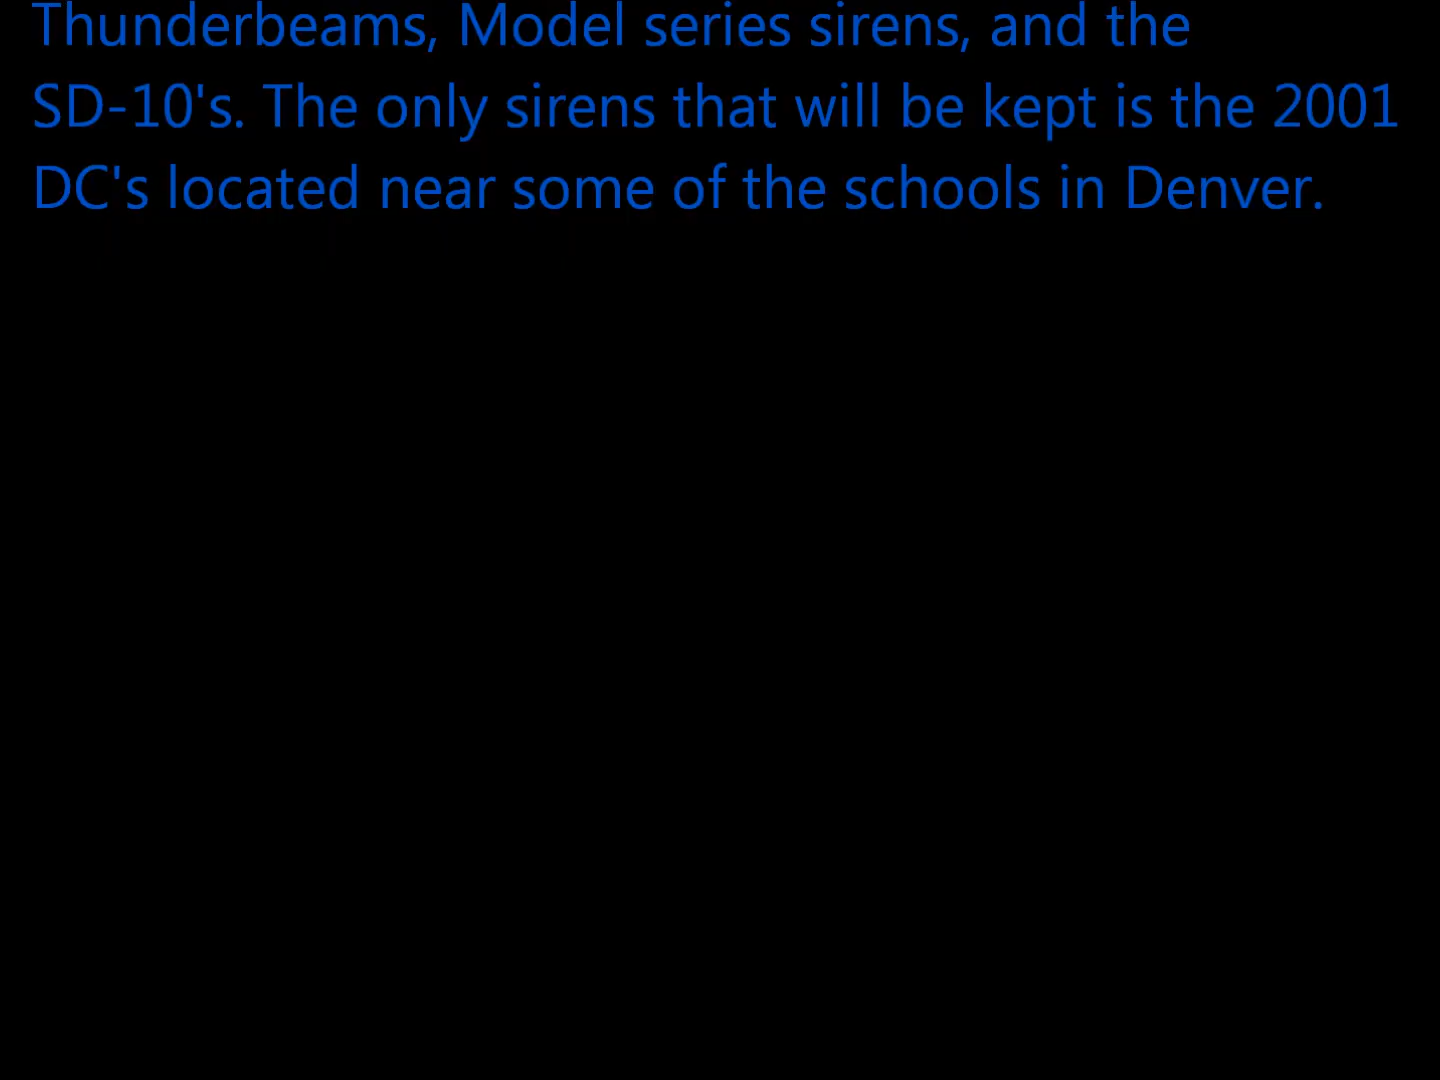 Thunderbeams, Model series sirens, and the
SD-10's. The only sirens that will be kept is the 2001
DC's located near some of the schools in Denver.